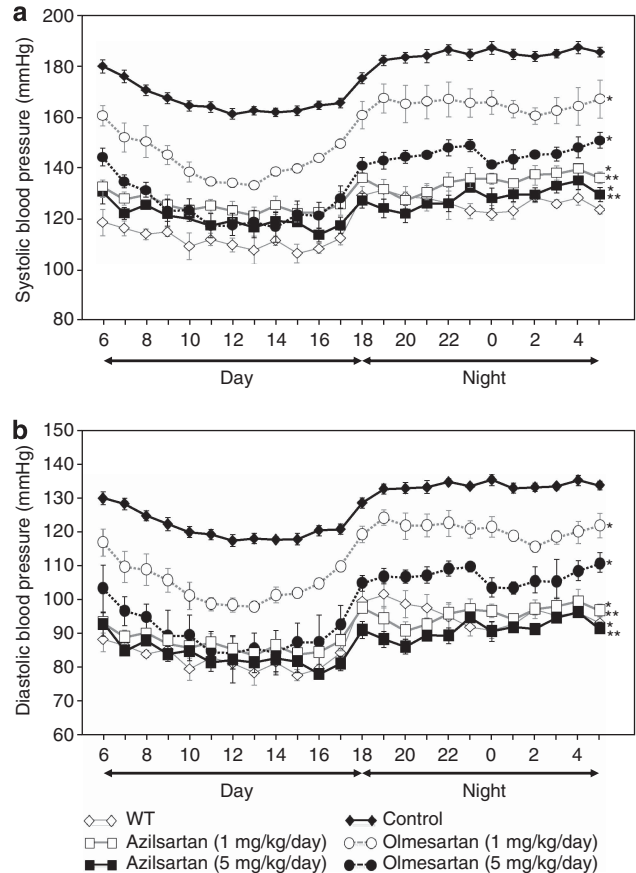 a
Systolic blood pressure (mmHg)
200
180
160
140
120
100
80
*
*
*
**
*
**
6 8 10 12 14 16 18 20 22 0 2 4
Day Night
b
Diastolic blood pressure (mmHg)
150
140
130
120
110
100
90
80
70
60
*
*
*
**
*
**
6 8 10 12 14 16 18 20 22 0 2 4
Day Night
WT Control
Azilsartan (1 mg/kg/day) Olmesartan (1 mg/kg/day)
Azilsartan (5 mg/kg/day) Olmesartan (5 mg/kg/day)